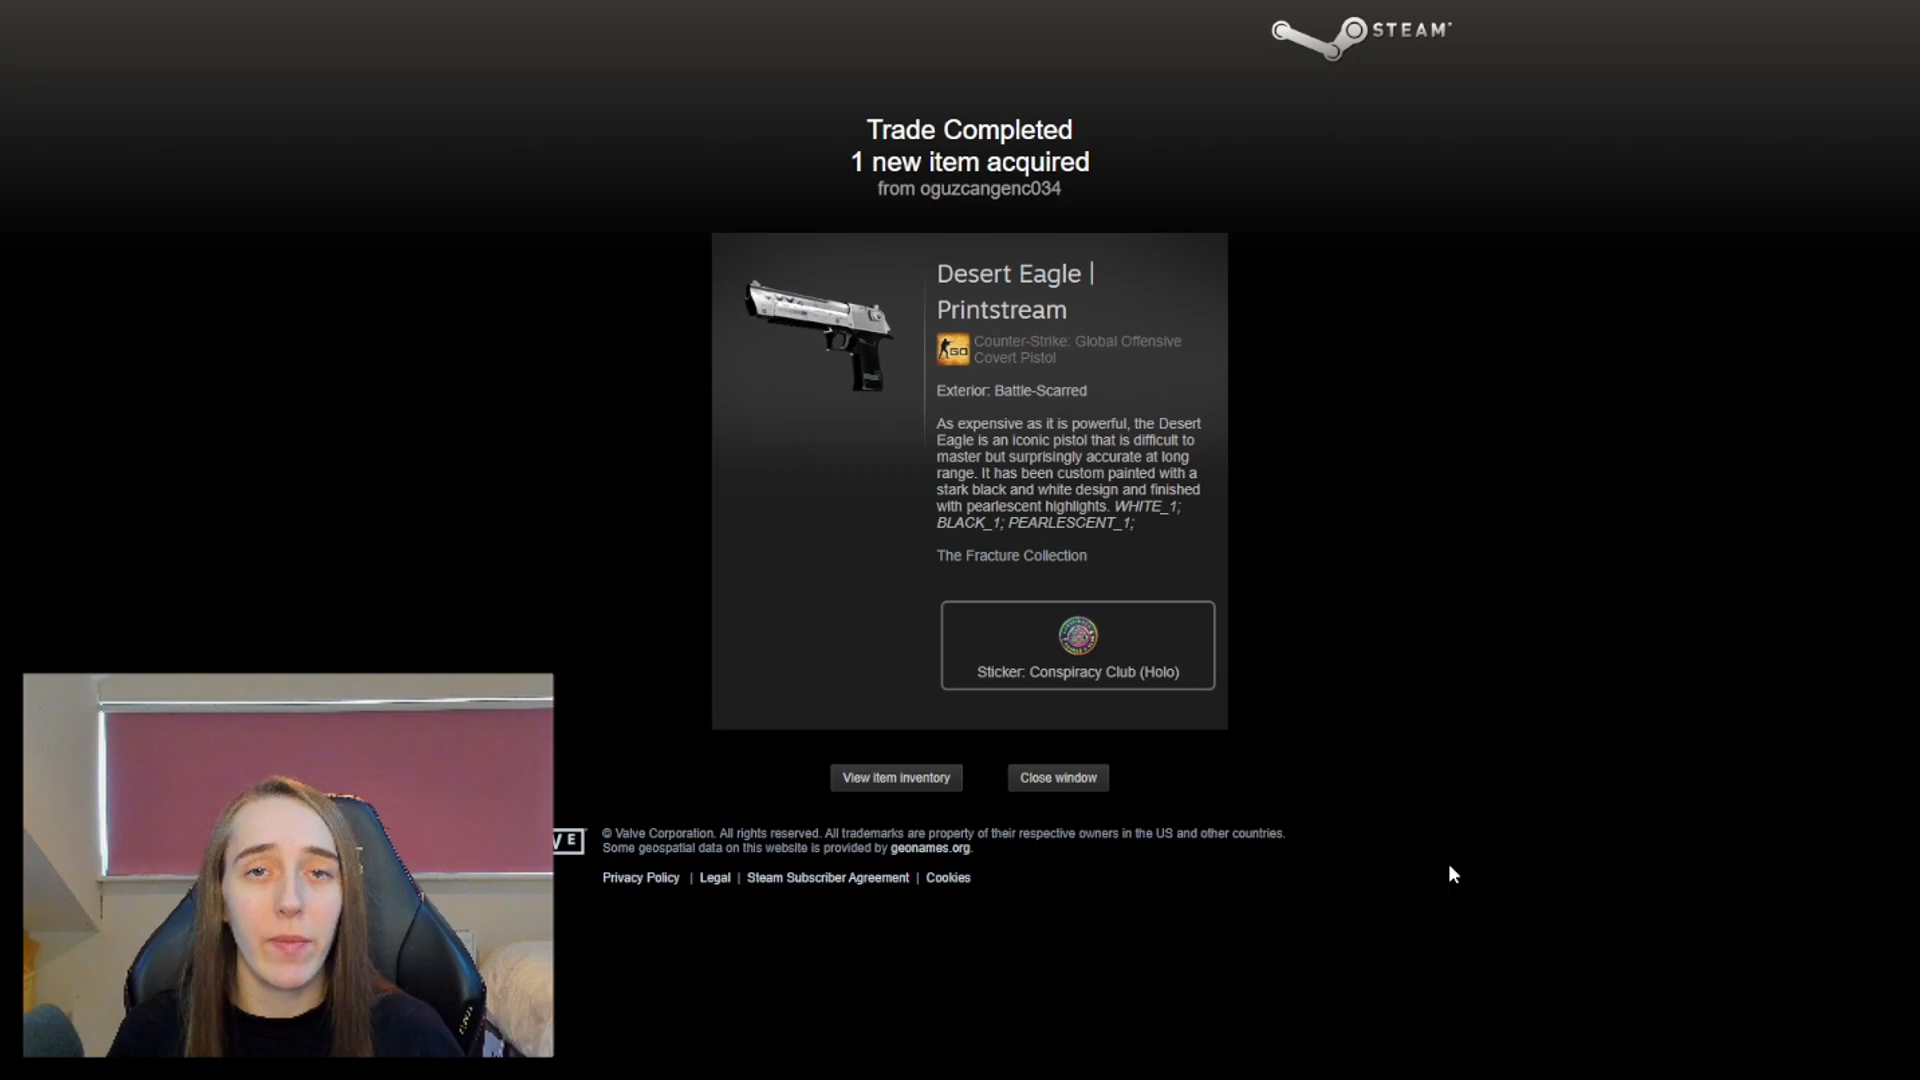 STEAM
Trade Completed
1 new item acquired
from oguzcangenc034
Desert Eagle |
Printstream
GO
Counter-Strike: Global Offensive
Covert Pistol
Exterior: Battle-Scarred
As expensive as it is powerful, the Desert
Eagle is an iconic pistol that is difficult to
master but surprisingly accurate at long
range. It has been custom painted with a
stark black and white design and finished
with pearlescent highlights. WHITE_1;
BLACK_1; PEARLESCENT_1;
The Fracture Collection
Sticker: Conspiracy Club (Holo)
View item inventory
Close window
VE
© Valve Corporation. All rights reserved. All trademarks are property of their respective owners in the US and other countries.
Some geospatial data on this website is provided by geonames.org.
Privacy Policy | Legal | Steam Subscriber Agreement | Cookies